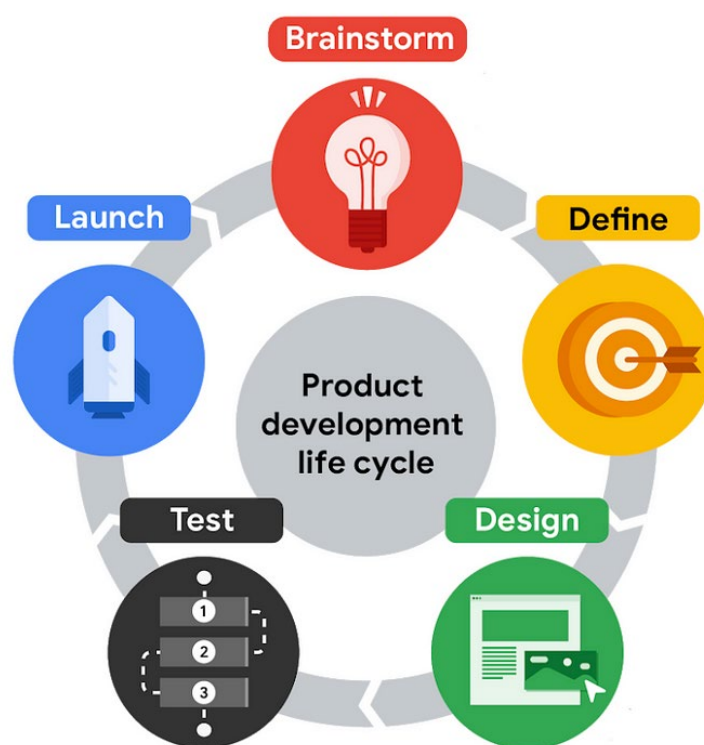 Brainstorm
Define
Design
Test
Launch
Product
development
life cycle
1
2
3